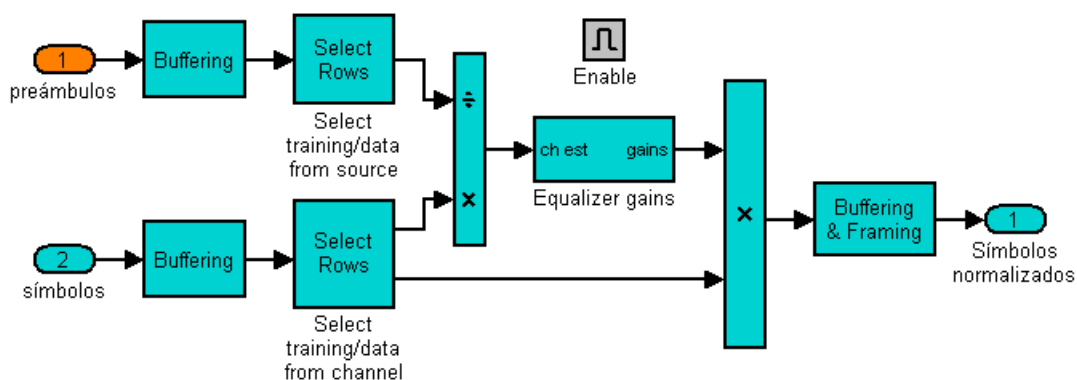 1
preámbulos
Buffering
Select
Rows
Select
training/data
from source
÷
×
Enable
ch est gains
Equalizer gains
×
Buffering
& Framing
1
Símbolos
normalizados
2
símbolos
Buffering
Select
Rows
Select
training/data
from channel